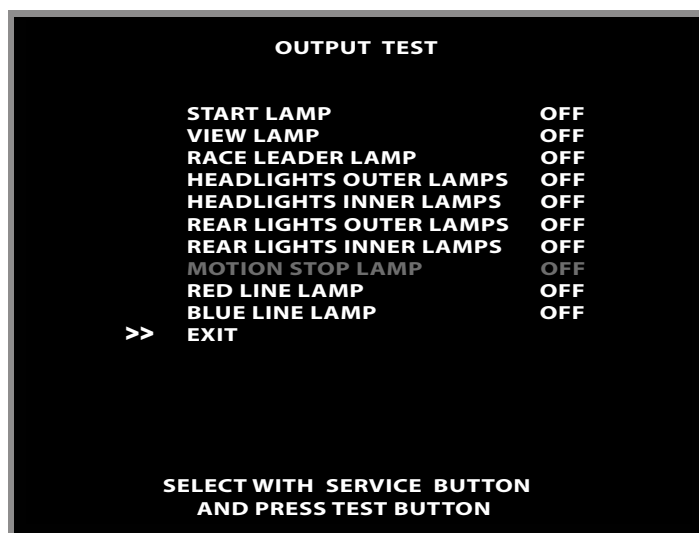 OUTPUT TEST
START LAMP OFF
VIEW LAMP OFF
RACE LEADER LAMP OFF
HEADLIGHTS OUTER LAMPS OFF
HEADLIGHTS INNER LAMPS OFF
REAR LIGHTS OUTER LAMPS OFF
REAR LIGHTS INNER LAMPS OFF
MOTION STOP LAMP OFF
RED LINE LAMP OFF
BLUE LINE LAMP OFF
>> EXIT
SELECT WITH SERVICE BUTTON
AND PRESS TEST BUTTON